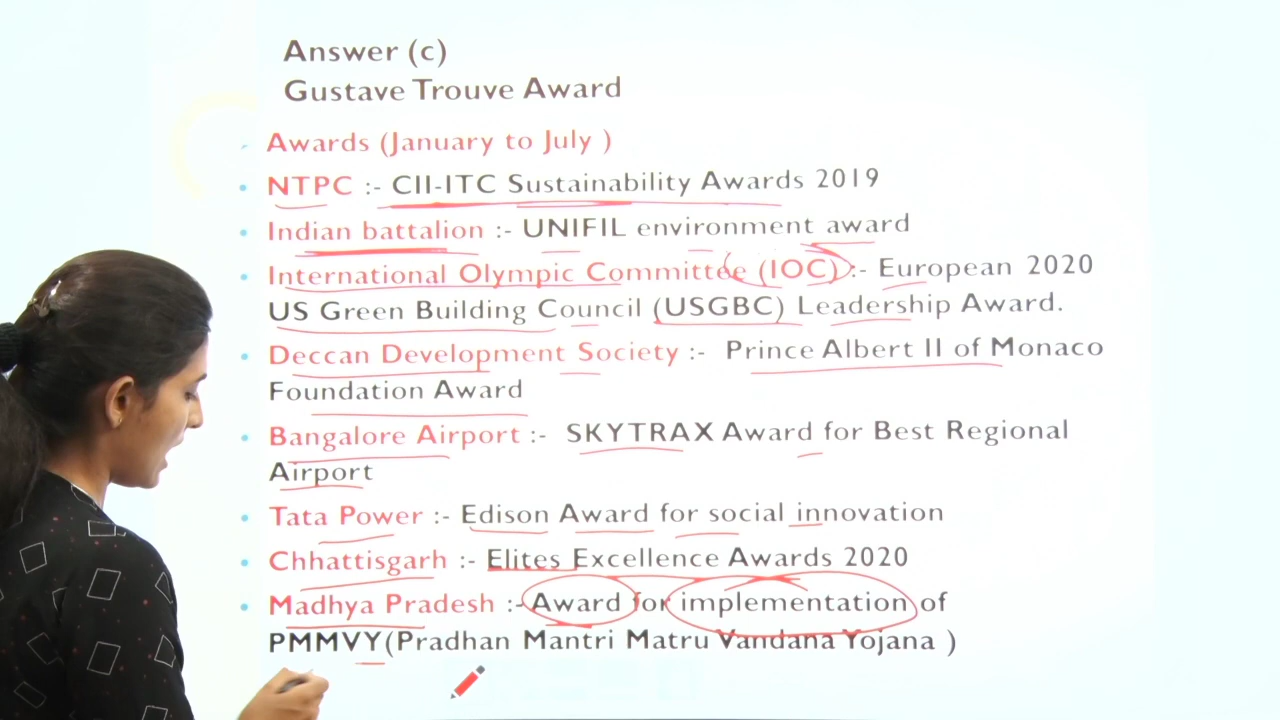 Answer (c)
Gustave Trouve Award
Awards (January to July )
NTPC :- CII-ITC Sustainability Awards 2019
Indian battalion :- UNIFIL environment award
International Olympic Committee (IOC) :- European 2020
US Green Building Council (USGBC) Leadership Award.
Deccan Development Society :- Prince Albert II of Monaco
Foundation Award
Bangalore Airport :- SKYTRAX Award for Best Regional
Airport
Tata Power :- Edison Award for social innovation
Chhattisgarh :- Elites Excellence Awards 2020
Madhya Pradesh :- Award for implementation of
PMMVY(Pradhan Mantri Matru Vandana Yojana )